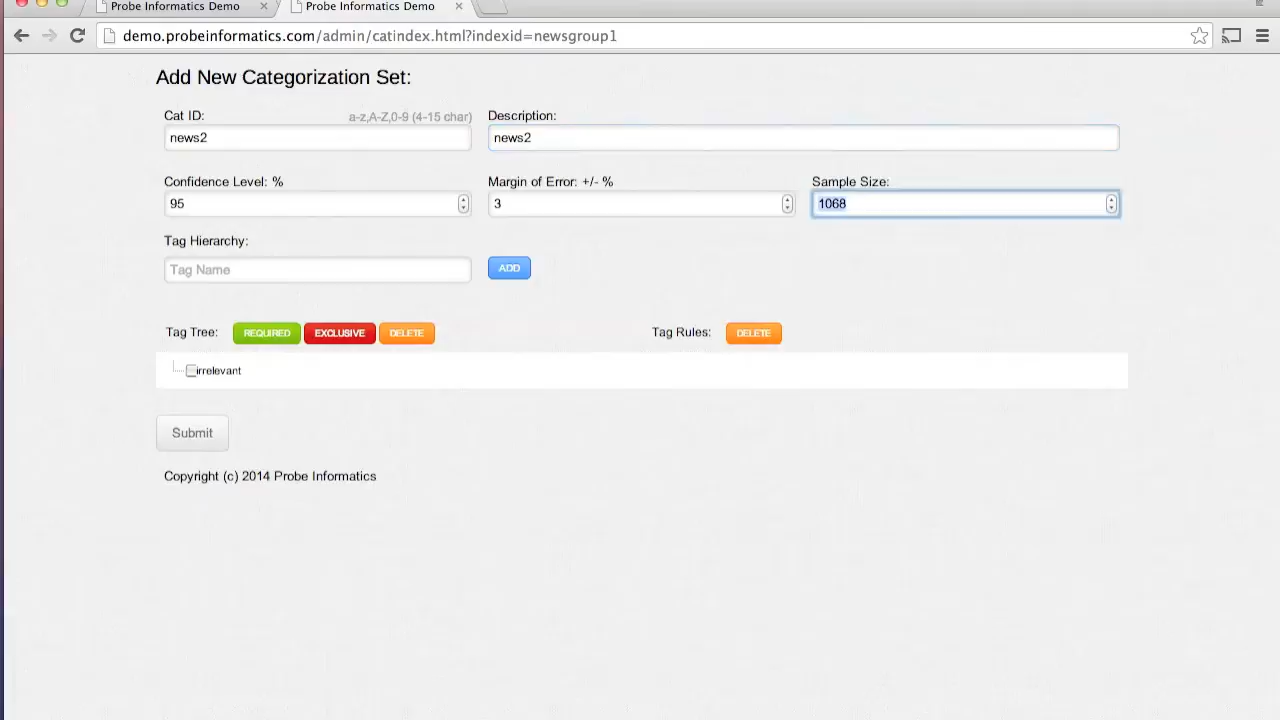 Probe Informatics Demo
Probe Informatics Demo
demo.probeinformatics.com/admin/catindex.html?indexid=newsgroup1
Add New Categorization Set:
Cat ID: a-z,A-Z,0-9 (4-15 char) Description:
news2 news2
Confidence Level: % Margin of Error: +/- % Sample Size:
95 3 1068
Tag Hierarchy:
Tag Name ADD
Tag Tree: REQUIRED EXCLUSIVE DELETE Tag Rules: DELETE
irrelevant
Submit
Copyright (c) 2014 Probe Informatics